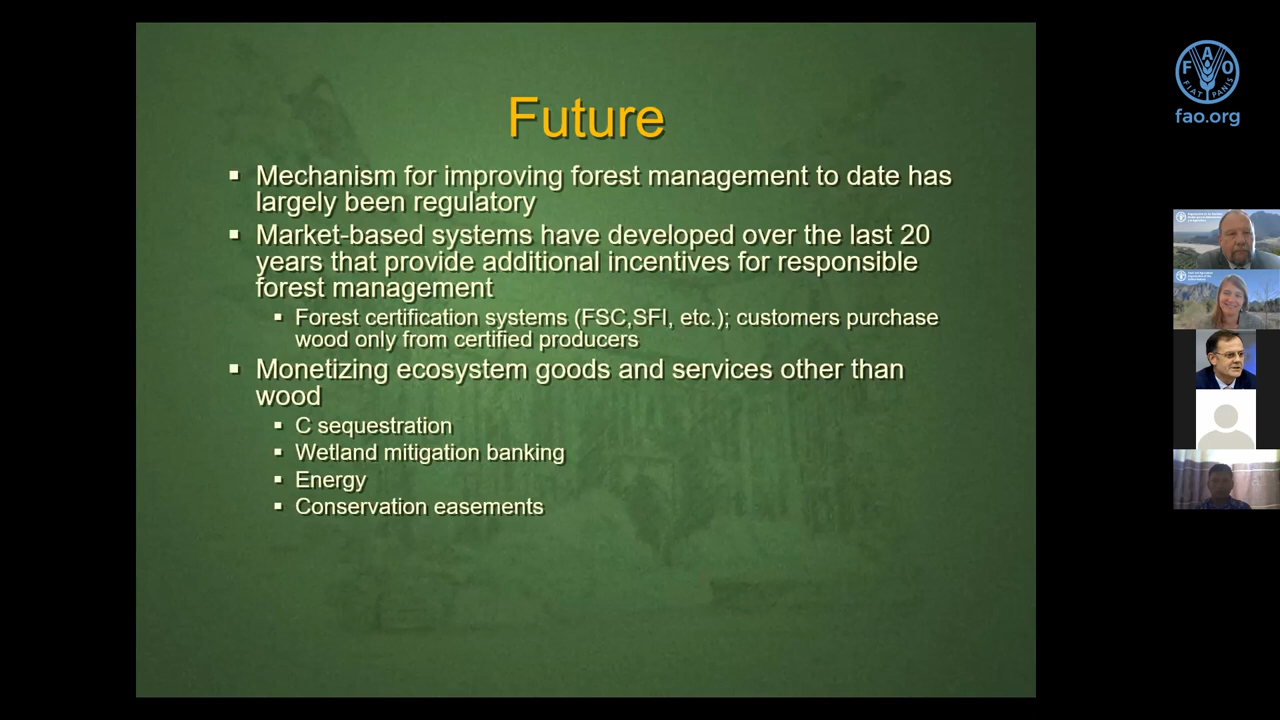 Future
▪ Mechanism for improving forest management to date has
largely been regulatory
▪ Market-based systems have developed over the last 20
years that provide additional incentives for responsible
forest management
▪ Forest certification systems (FSC,SFI, etc.); customers purchase
wood only from certified producers
▪ Monetizing ecosystem goods and services other than
wood
▪ C sequestration
▪ Wetland mitigation banking
▪ Energy
▪ Conservation easements
FAO
FIAT PANIS
fao.org